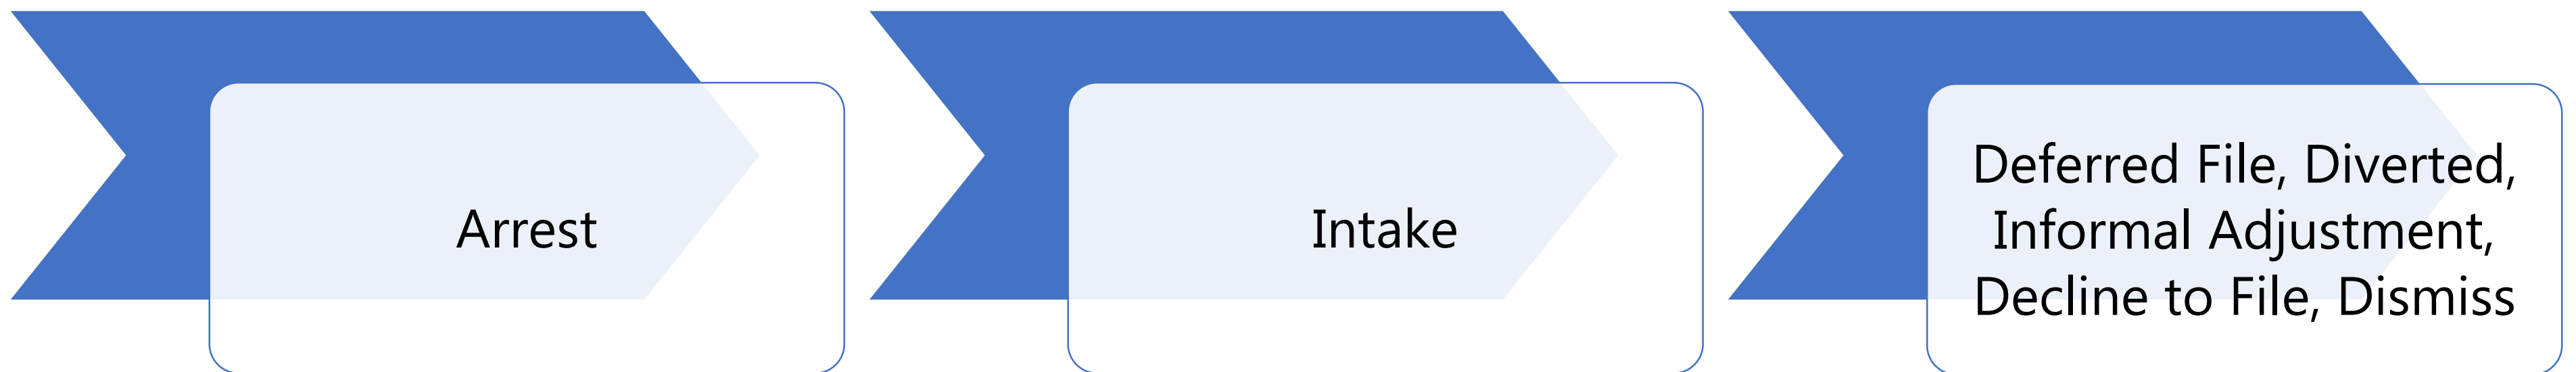 Arrest
Intake
Deferred File, Diverted,
Informal Adjustment,
Decline to File, Dismiss